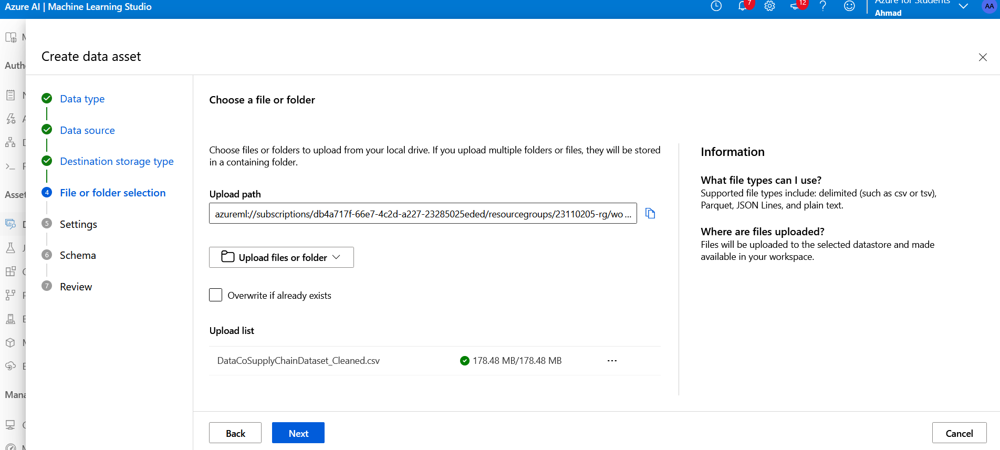 Azure AI | Machine Learning Studio
7
12
Azure for Students
Ahmad
AA
Create data asset
Data type
Data source
Destination storage type
4 File or folder selection
5 Settings
6 Schema
7 Review
Choose a file or folder
Choose files or folders to upload from your local drive. If you upload multiple folders or files, they will be stored
in a containing folder.
Upload path
azureml://subscriptions/db4a717f-66e7-4c2d-a227-23285025eded/resourcegroups/23110205-rg/wo ...
Upload files or folder
Overwrite if already exists
Upload list
DataCoSupplyChainDataset_Cleaned.csv 178.48 MB/178.48 MB ...
Information
What file types can I use?
Supported file types include: delimited (such as csv or tsv),
Parquet, JSON Lines, and plain text.
Where are files uploaded?
Files will be uploaded to the selected datastore and made
available in your workspace.
Back
Next
Cancel